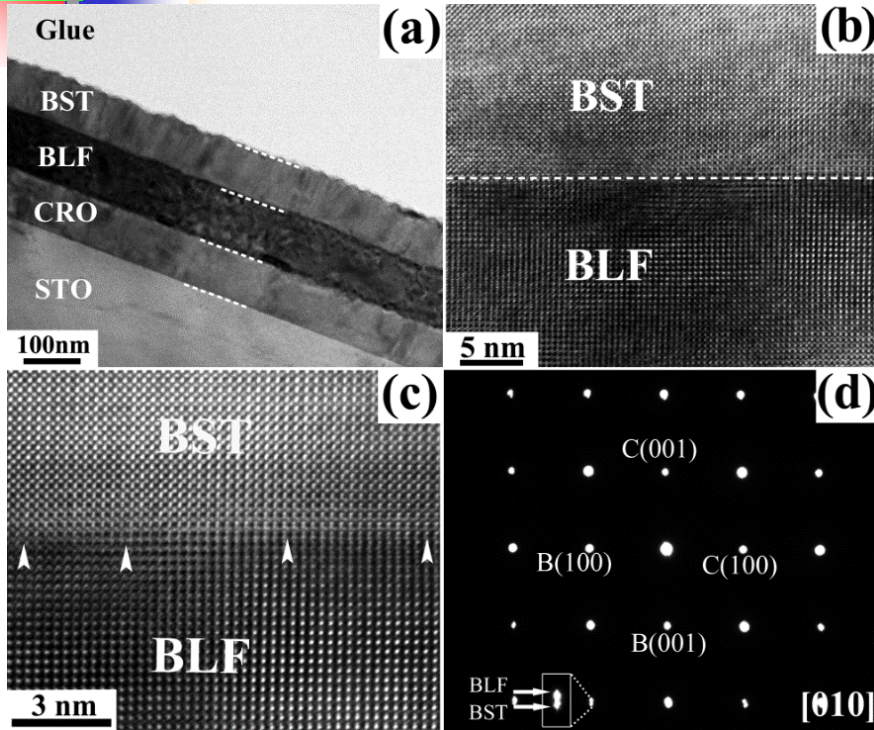 Glue
(a)
BST
BLF
CRO
STO
100nm
(b)
BST
BLF
5 nm
(c)
BST
BLF
3 nm
(d)
C(001)
B(100)
C(100)
B(001)
BLF
BST
[010]